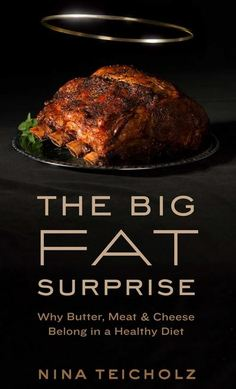 THE BIG
FAT
SURPRISE
Why Butter, Meat & Cheese
Belong in a Healthy Diet
NINA TEICHOLZ